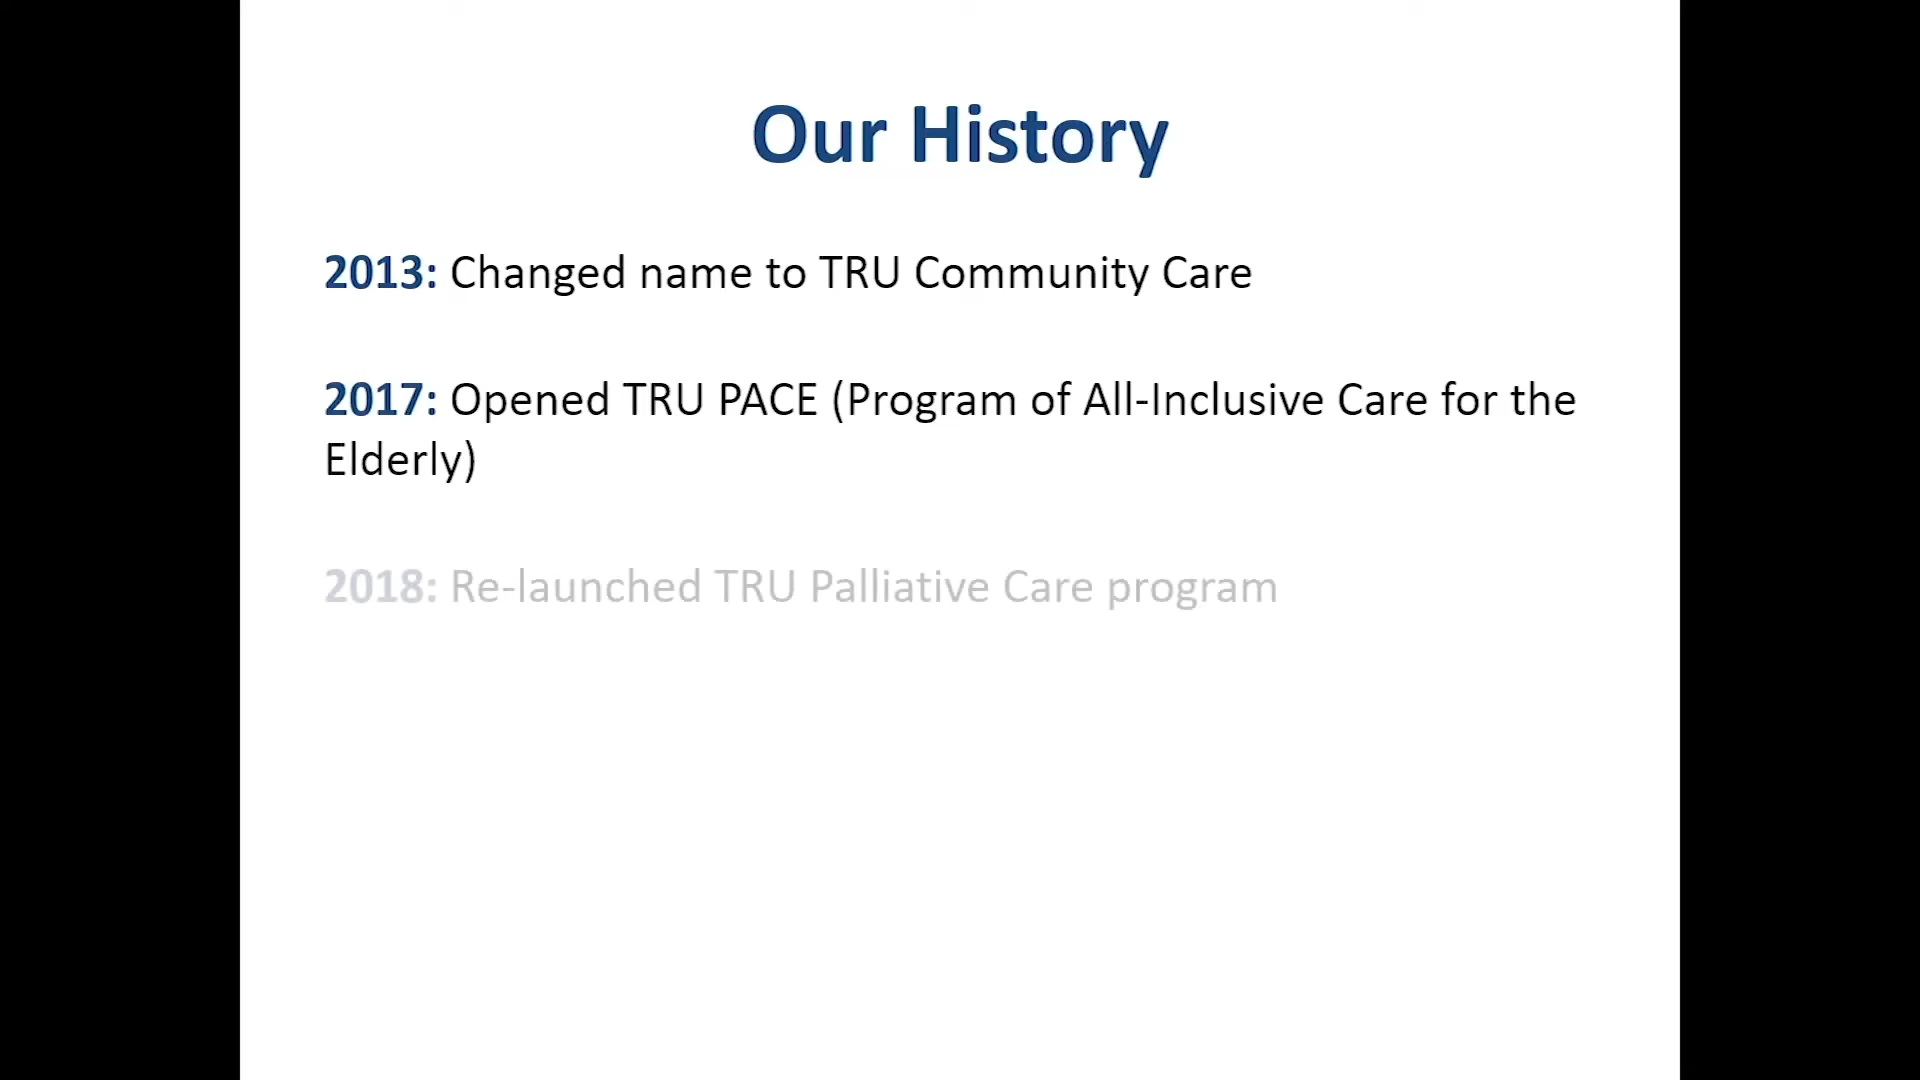 Our History
2013: Changed name to TRU Community Care
2017: Opened TRU PACE (Program of All-Inclusive Care for the
Elderly)
2018: Re-launched TRU Palliative Care program